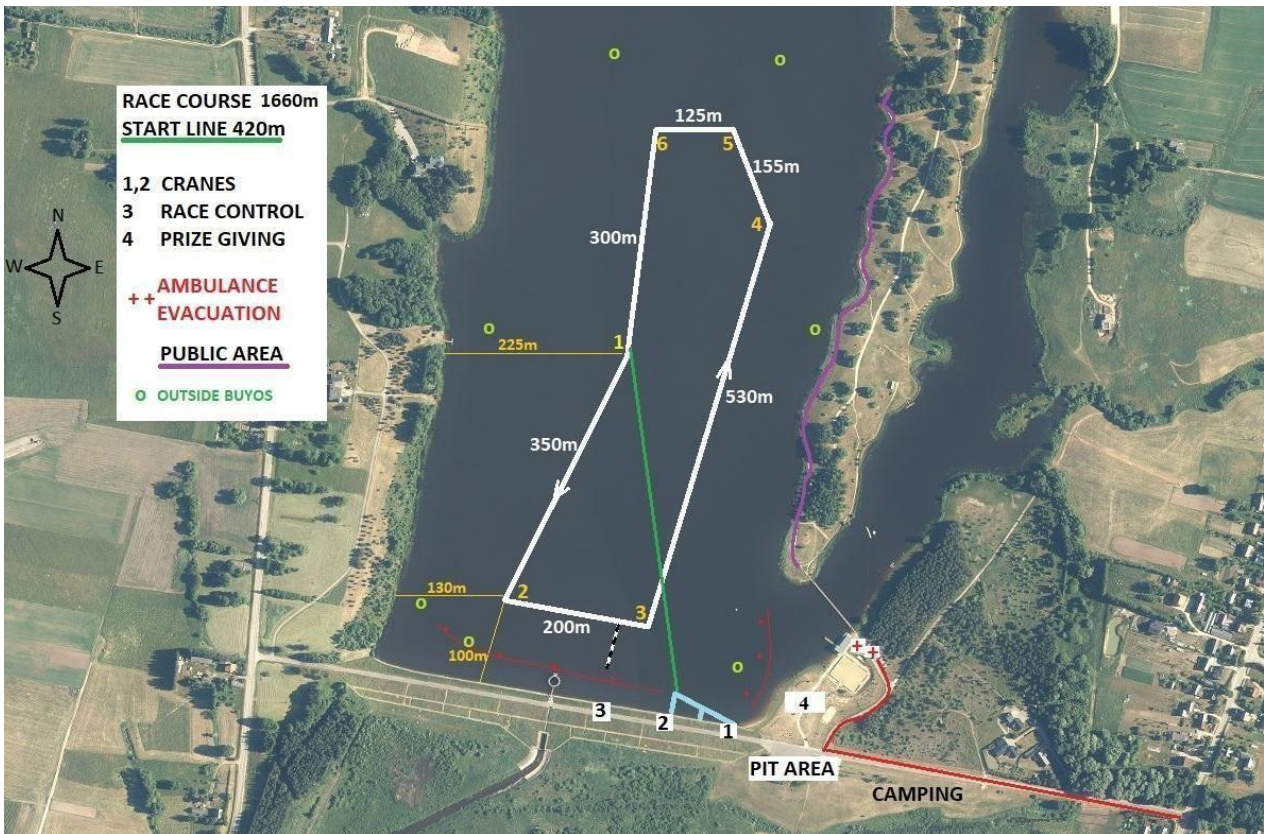 RACE COURSE 1660m
START LINE 420m
1,2 CRANES
3 RACE CONTROL
4 PRIZE GIVING
++ AMBULANCE
EVACUATION
PUBLIC AREA
o OUTSIDE BUYOS
N
W E
S
o
o
125m
6 5
155m
4
300m
o
o
1
225m
530m
350m
130m
2
o
3
200m
o
100m
o
++
4
3
2
1
PIT AREA
CAMPING